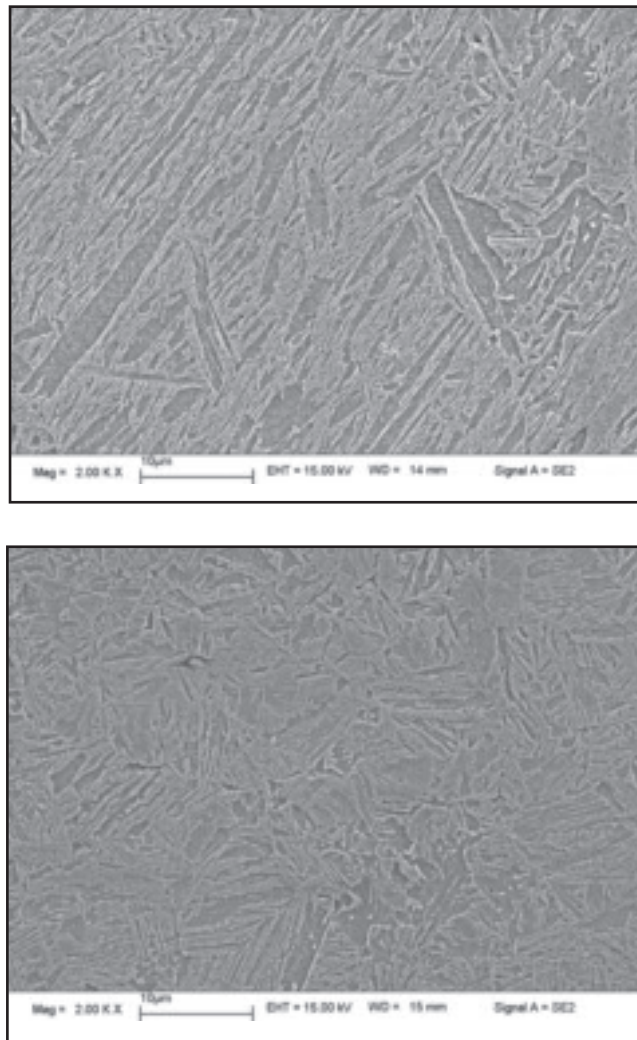 Mag = 2.00 K X 10µm EHT = 15.00 kV WD = 14 mm Signal A = SE2
Mag = 2.00 K X 10µm EHT = 15.00 kV WD = 15 mm Signal A = SE2